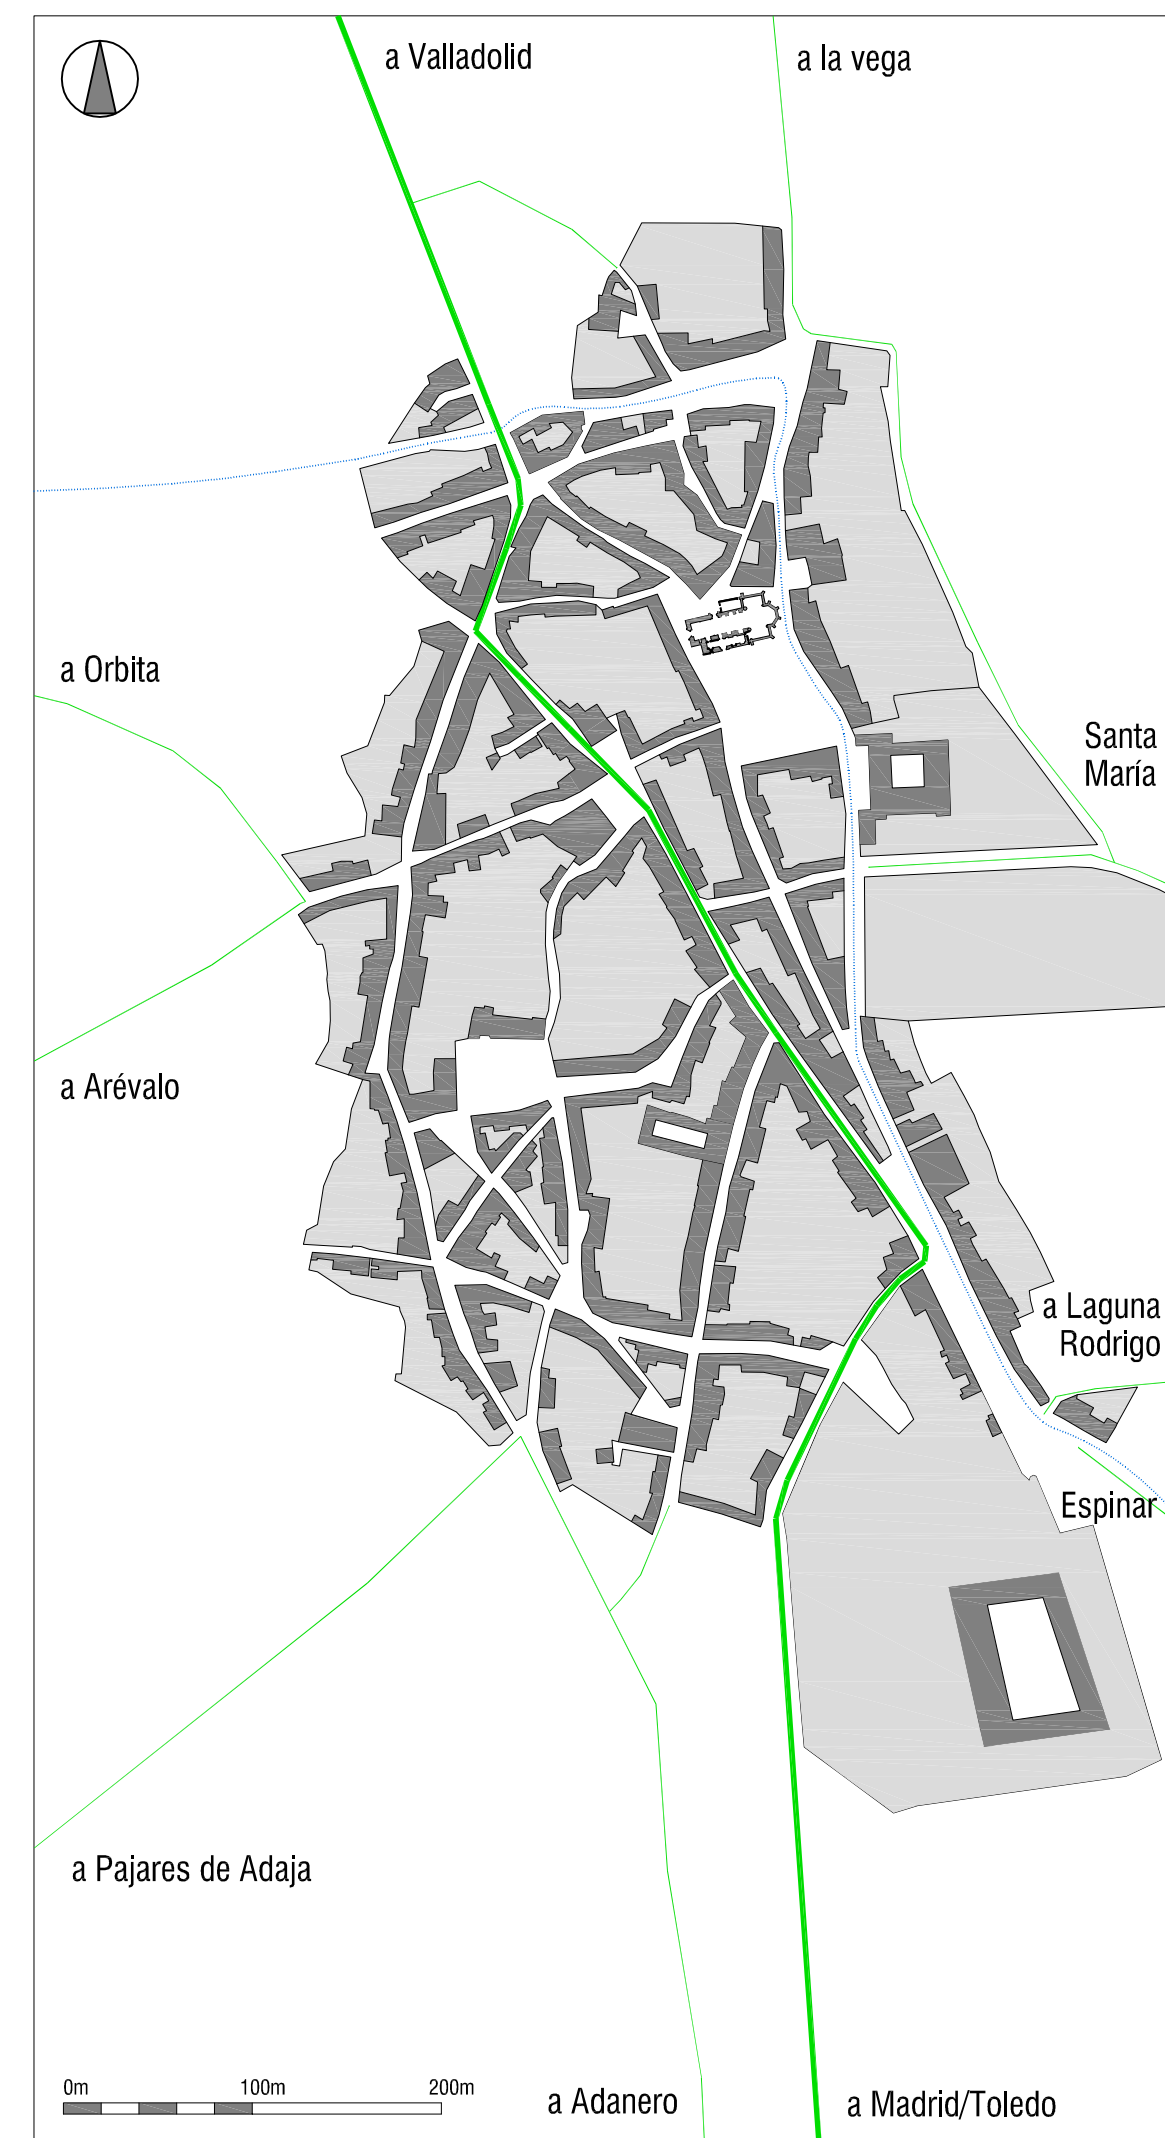 a Valladolid
a la vega
a Orbita
Santa
María
a Arévalo
a Laguna
Rodrigo
Espinar
a Pajares de Adaja
0m 100m 200m
a Adanero
a Madrid/Toledo